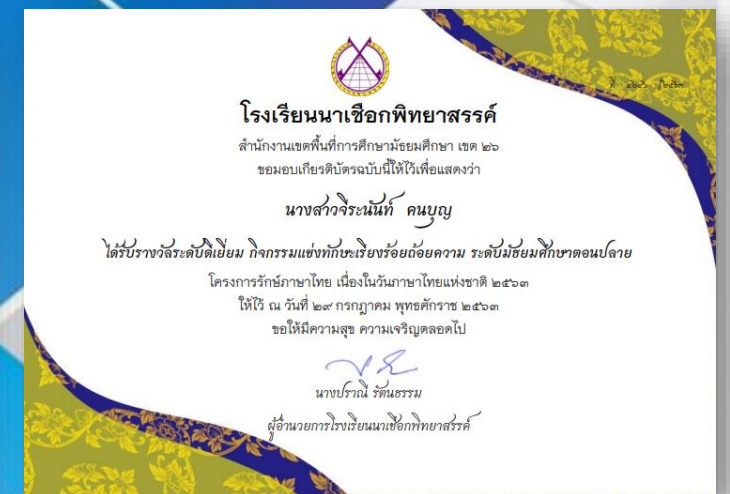 ที่ ๔๒๕๖ /๒๕๖๓
โรงเรียนนาเชือกพิทยาสรรค์
สำนักงานเขตพื้นที่การศึกษามัธยมศึกษา เขต ๒๖
ขอมอบเกียรติบัตรฉบับนี้ให้ไว้เพื่อแสดงว่า
นางสาวจิระนันท์ คนบุญ
ได้รับรางวัลระดับดีเยี่ยม กิจกรรมแข่งทักษะเรียงร้อยถ้อยความ ระดับมัธยมศึกษาตอนปลาย
โครงการรักษ์ภาษาไทย เนื่องในวันภาษาไทยแห่งชาติ ๒๕๖๓
ให้ไว้ ณ วันที่ ๒๙ กรกฎาคม พุทธศักราช ๒๕๖๓
ขอให้มีความสุข ความเจริญตลอดไป
นางปราณี รัตนธรรม
ผู้อำนวยการโรงเรียนนาเชือกพิทยาสรรค์